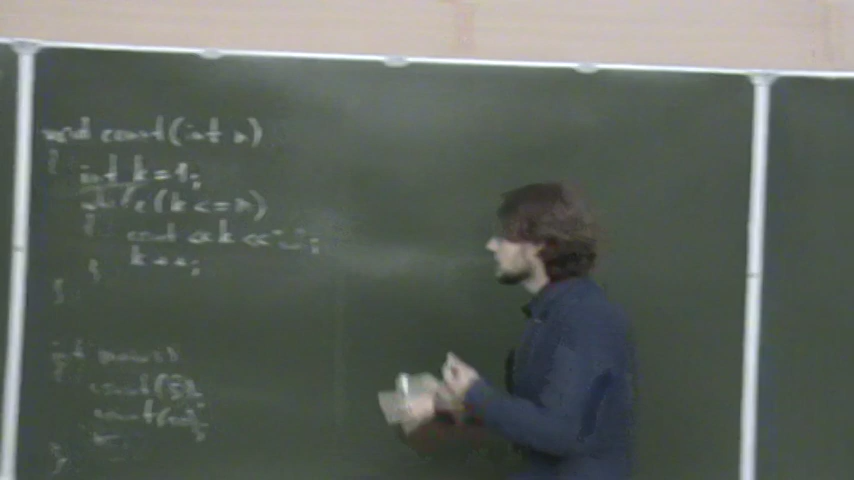 void count(int n)
{
int k=1;
while(k<=n)
{
cout <<k<<"_";
k++;
}
}
int main()
{
count(5);
}